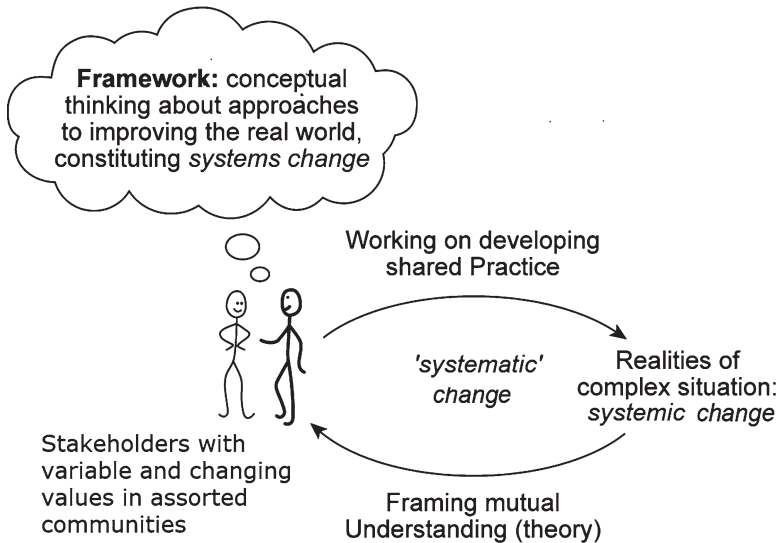 Framework: conceptual
thinking about approaches
to improving the real world,
constituting systems change
Working on developing
shared Practice
'systematic'
change
Realities of
complex situation:
systemic change
Stakeholders with
variable and changing
values in assorted
communities
Framing mutual
Understanding (theory)